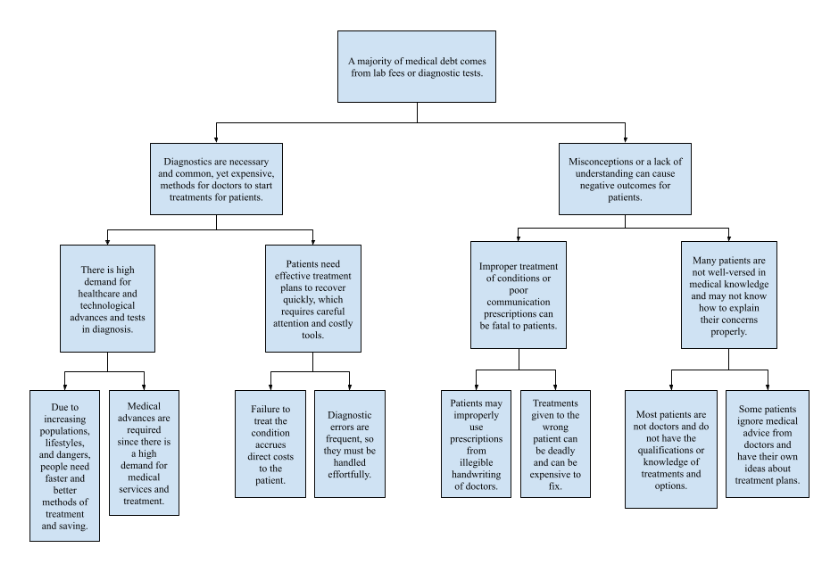 A majority of medical debt comes
from lab fees or diagnostic tests.
Diagnostics are necessary
and common, yet expensive,
methods for doctors to start
treatments for patients.
Misconceptions or a lack of
understanding can cause
negative outcomes for
patients.
There is high
demand for
healthcare and
technological
advances and tests
in diagnosis.
Patients need
effective treatment
plans to recover
quickly, which
requires careful
attention and costly
tools.
Improper treatment
of conditions or
poor
communication
prescriptions can
be fatal to patients.
Many patients are
not well-versed in
medical knowledge
and may not know
how to explain
their concerns
properly.
Due to
increasing
populations,
lifestyles,
and dangers,
people need
faster and
better
methods of
treatment
and saving.
Medical
advances are
required
since there is
a high
demand for
medical
services and
treatment.
Failure to
treat the
condition
accrues
direct costs
to the
patient.
Diagnostic
errors are
frequent, so
they must be
handled
effortfully.
Patients may
improperly
use
prescriptions
from
illegible
handwriting
of doctors.
Treatments
given to the
wrong
patient can
be deadly
and can be
expensive to
fix.
Most patients are
not doctors and do
not have the
qualifications or
knowledge of
treatments and
options.
Some patients
ignore medical
advice from
doctors and
have their own
ideas about
treatment plans.